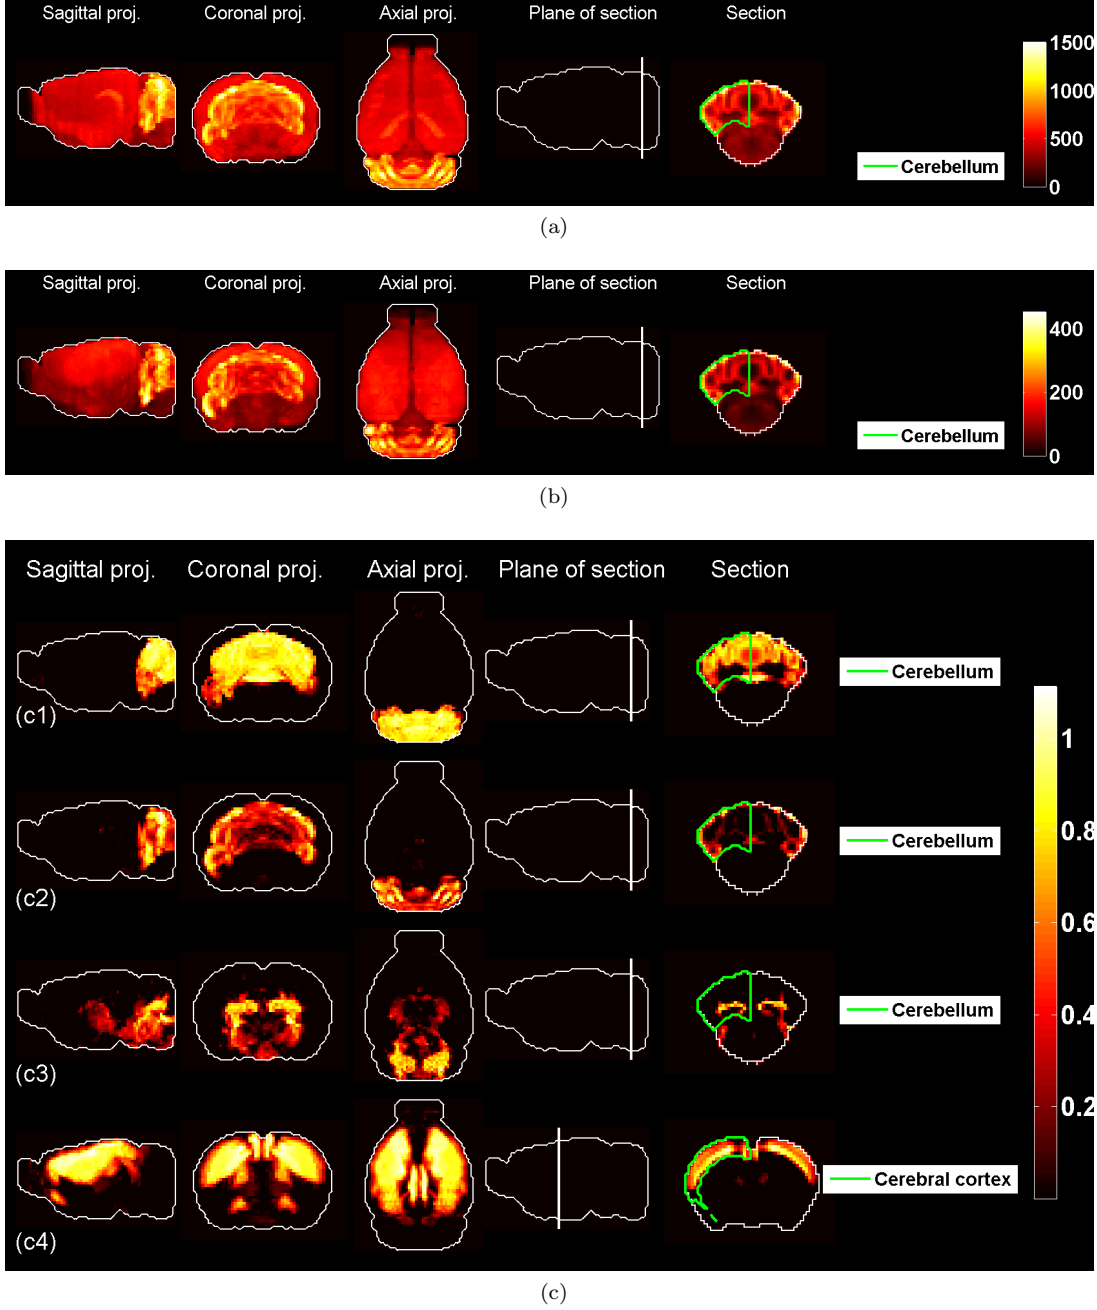 Sagittal proj. Coronal proj. Axial proj. Plane of section Section
1500
1000
500
0
Cerebellum
(a)
Sagittal proj. Coronal proj. Axial proj. Plane of section Section
400
200
0
Cerebellum
(b)
Sagittal proj. Coronal proj. Axial proj. Plane of section Section
(c1)
Cerebellum
(c2)
Cerebellum
(c3)
Cerebellum
(c4)
Cerebral cortex
1
0.8
0.6
0.4
0.2
(c)